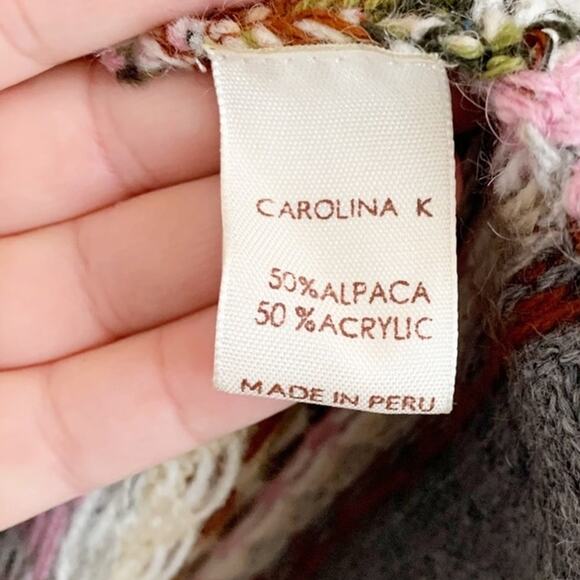 CAROLINA K
50%ALPACA
50 %ACRYLIC
MADE IN PERU